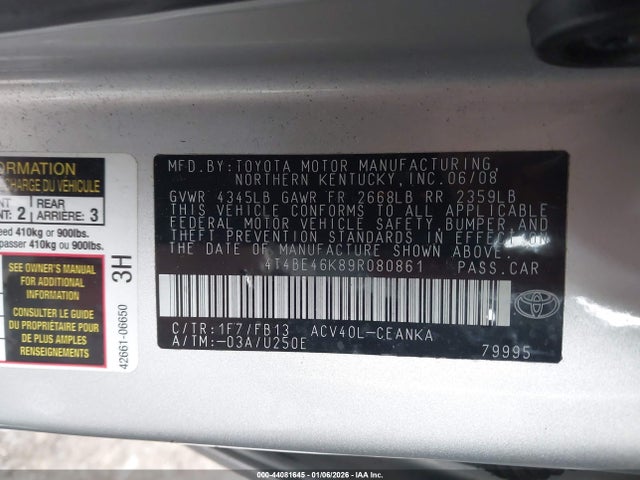 ORMATION
CHARGE DU VÉHICULE
NT: 2
REAR
ARRIÈRE: 3
eed 410kg or 900lbs.
passer 410kg ou 900lbs.
SEE OWNER'S MANUAL
FOR ADDITIONAL
INFORMATION
VOIR LE GUIDE
DU PROPRIÉTAIRE
POUR DE PLUS
AMPLES
RENSEIGNEMENTS
3H
42661-06650
MFD.BY:TOYOTA MOTOR MANUFACTURING,
NORTHERN KENTUCKY,INC.06/08
GVWR 4345LB GAWR FR 2668LB RR 2359LB
THIS VEHICLE CONFORMS TO ALL APPLICABLE
FEDERAL MOTOR VEHICLE SAFETY,BUMPER,AND
THEFT PREVENTION STANDARDS IN EFFECT ON
THE DATE OF MANUFACTURE SHOWN ABOVE.
4T4BE46K89R080861 PASS.CAR
C/TR:1F7/FB13 ACV40L-CEANKA
A/TM:-03A/U250E
79995
TOYOTA
000-44081645 - 01/06/2026 - IAA Inc.